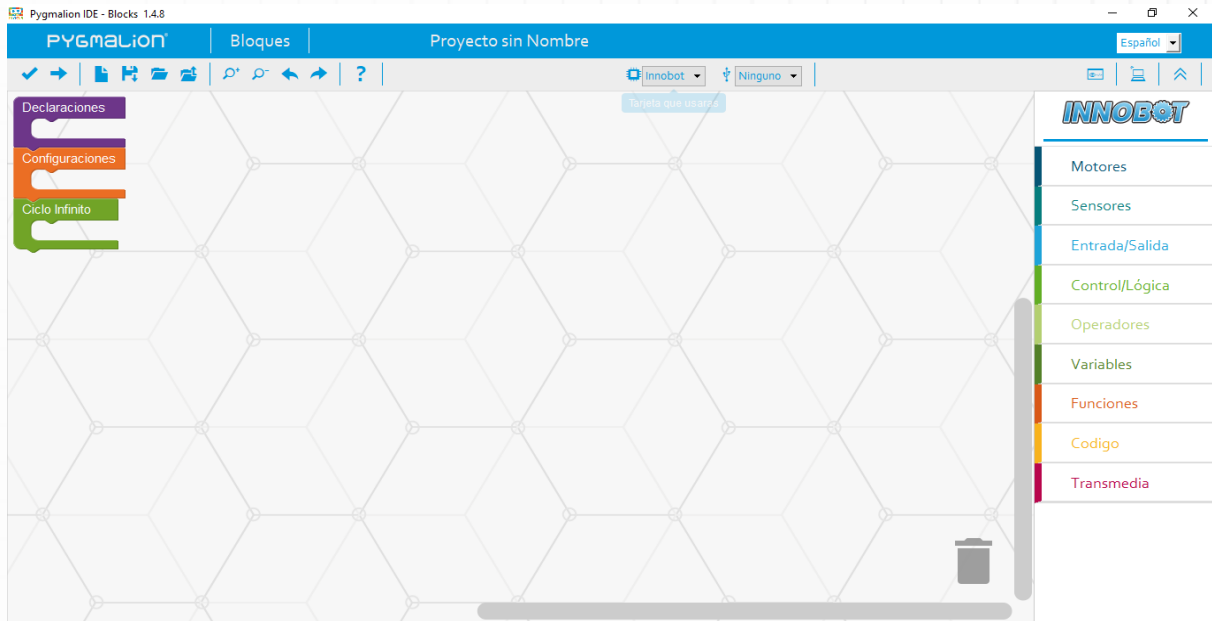 Pygmalion IDE - Blocks 1.4.8
PYGMALION
Bloques
Proyecto sin Nombre
Español
?
Innobot
Ninguno
Tarjeta que usaras
Declaraciones
Configuraciones
Ciclo Infinito
INNOBOT
Motores
Sensores
Entrada/Salida
Control/Lógica
Operadores
Variables
Funciones
Codigo
Transmedia